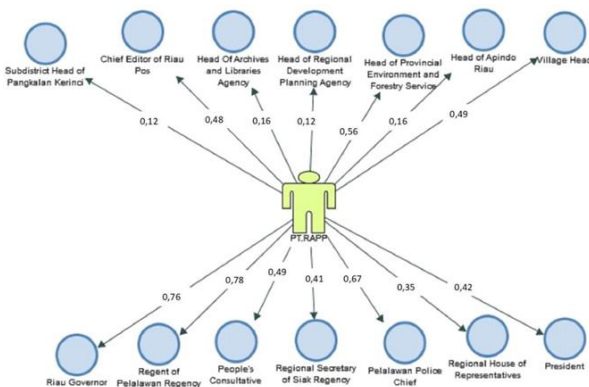 Subdistrict Head of
Pangkalan Kerinci
Chief Editor of Riau
Pos
Head Of Archives
and Libraries
Agency
Head of Regional
Development
Planning Agency
Head of Provincial
Environment and
Forestry Service
Head of Apindo
Riau
Village Head
0,12
0,48
0,16
0,12
0,56
0,16
0,49
PT.RAPP
0,76
0,78
0,49
0,41
0,67
0,35
0,42
Riau Governor
Regent of
Pelalawan Regency
People's
Consultative
Regional Secretary
of Siak Regency
Pelalawan Police
Chief
Regional House of
Representatives
President